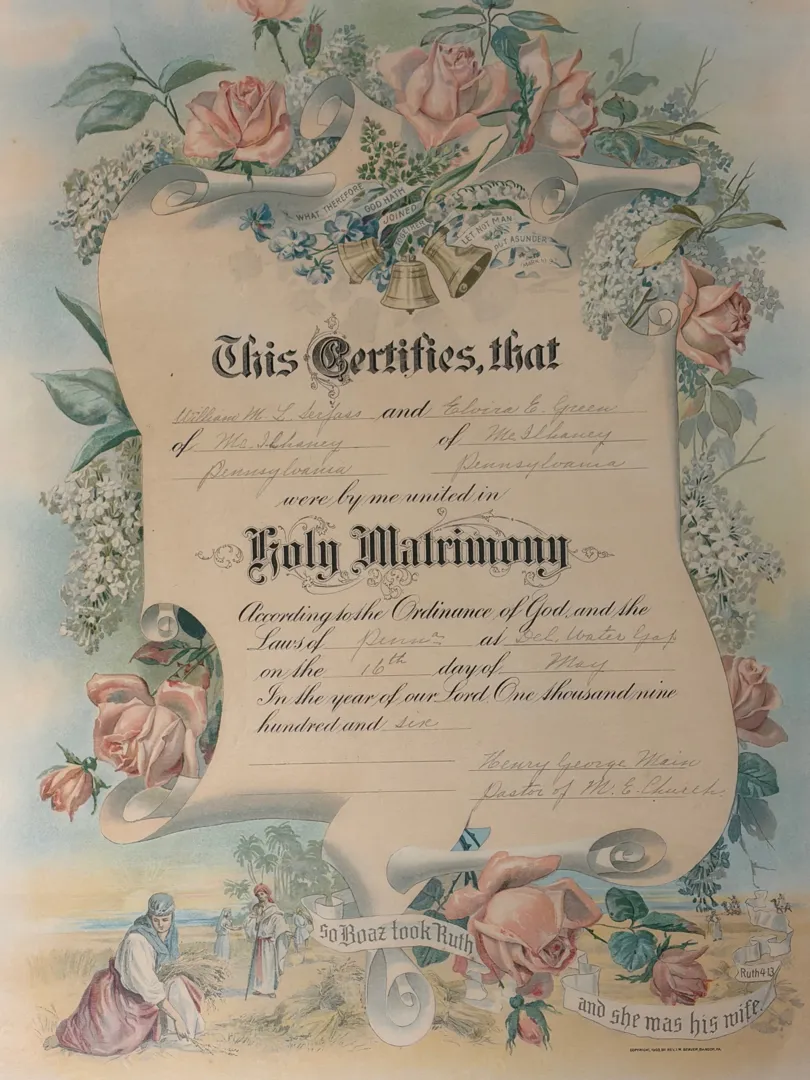 WHAT THEREFORE
GOD HATH
JOINED
TOGETHER
LET NOT MAN
PUT ASUNDER
This Certifies, that
William M. L. Serfass and Elvira E. Green
of Mc. Ilhaney of Mc Ilhaney
Pennsylvania Pennsylvania
were by me united in
Holy Matrimony
According to the Ordinance of God, and the
Laws of Penna at Del. Water Gap
on the 16th day of May
In the year of our Lord, One thousand nine
hundred and six
Henry George Main
Pastor of M. E. Church.
so Boaz took Ruth
Ruth 4-13
and she was his wife.